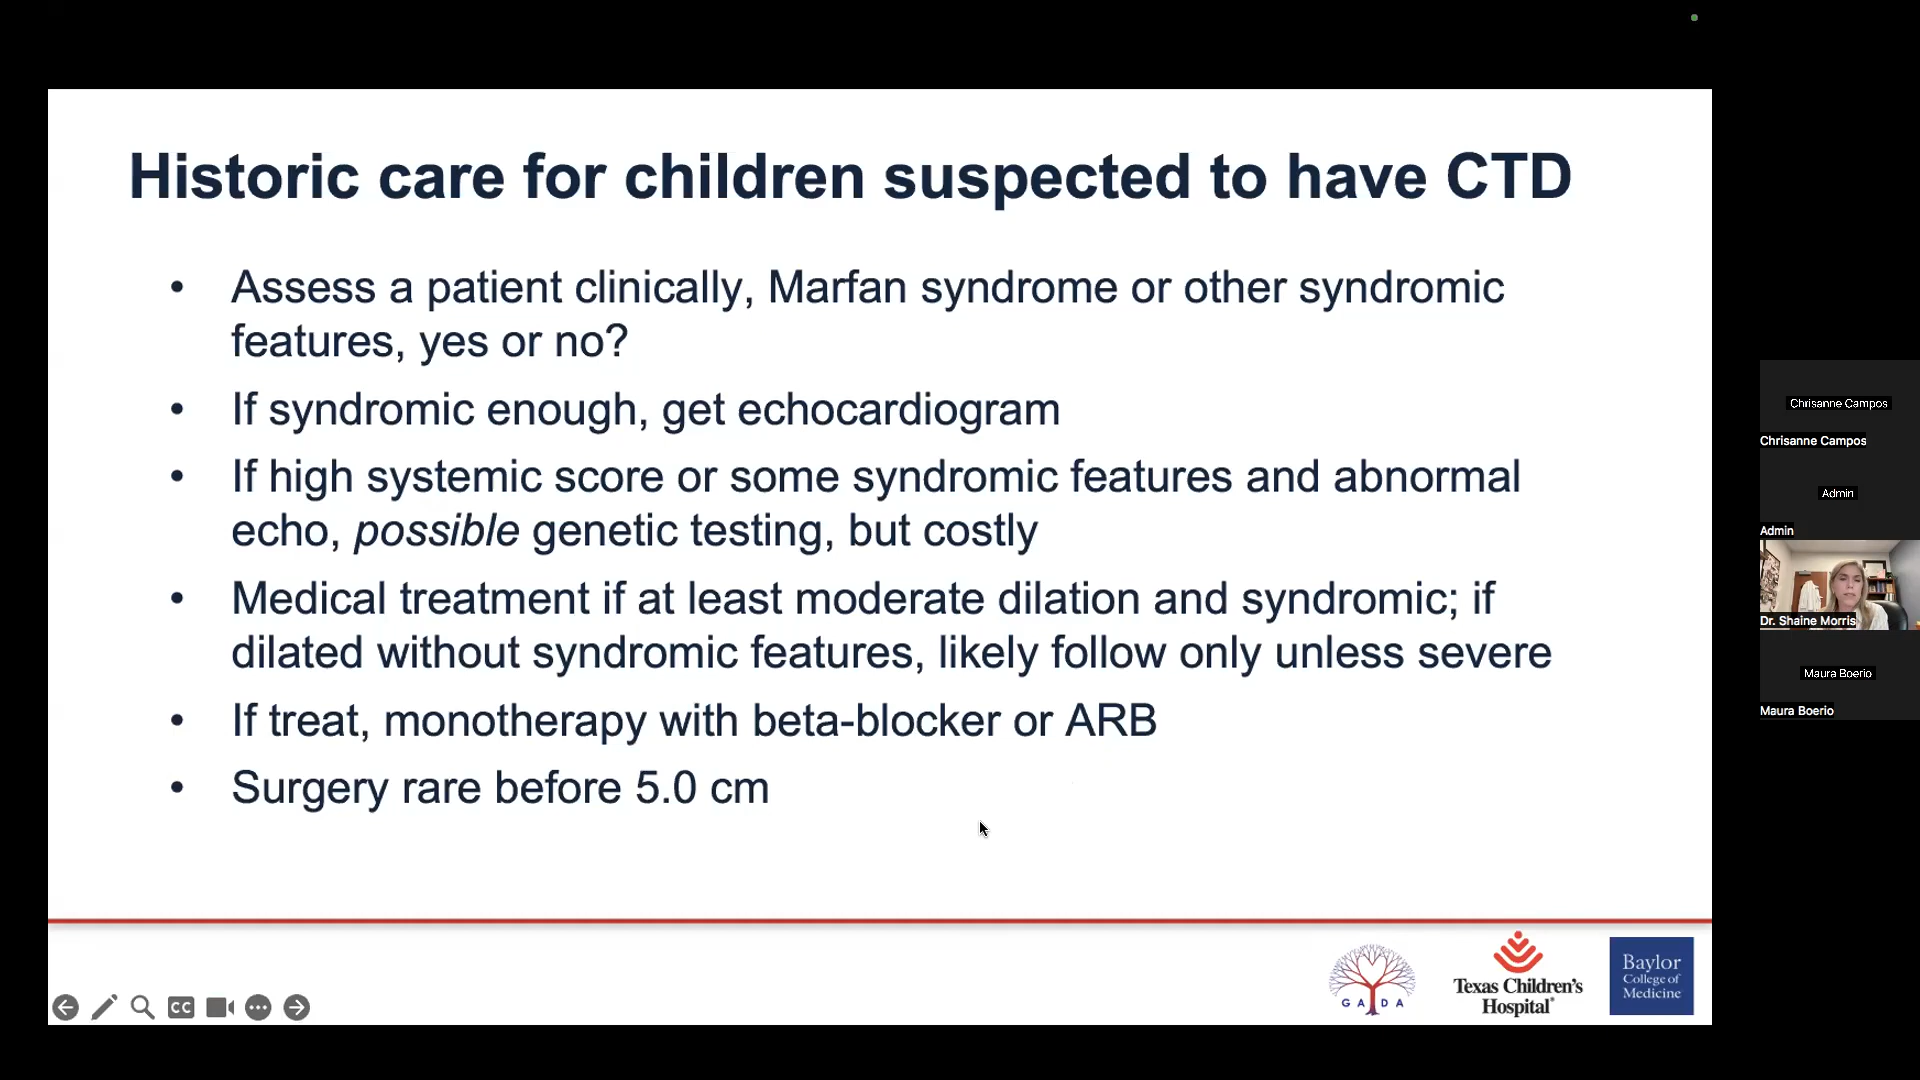 Historic care for children suspected to have CTD
• Assess a patient clinically, Marfan syndrome or other syndromic
features, yes or no?
• If syndromic enough, get echocardiogram
• If high systemic score or some syndromic features and abnormal
echo, possible genetic testing, but costly
• Medical treatment if at least moderate dilation and syndromic; if
dilated without syndromic features, likely follow only unless severe
• If treat, monotherapy with beta-blocker or ARB
• Surgery rare before 5.0 cm
CC
GADA
Texas Children's
Hospital®
Baylor
College of
Medicine
Chrisanne Campos
Chrisanne Campos
Admin
Admin
Dr. Shaine Morris
Maura Boerio
Maura Boerio